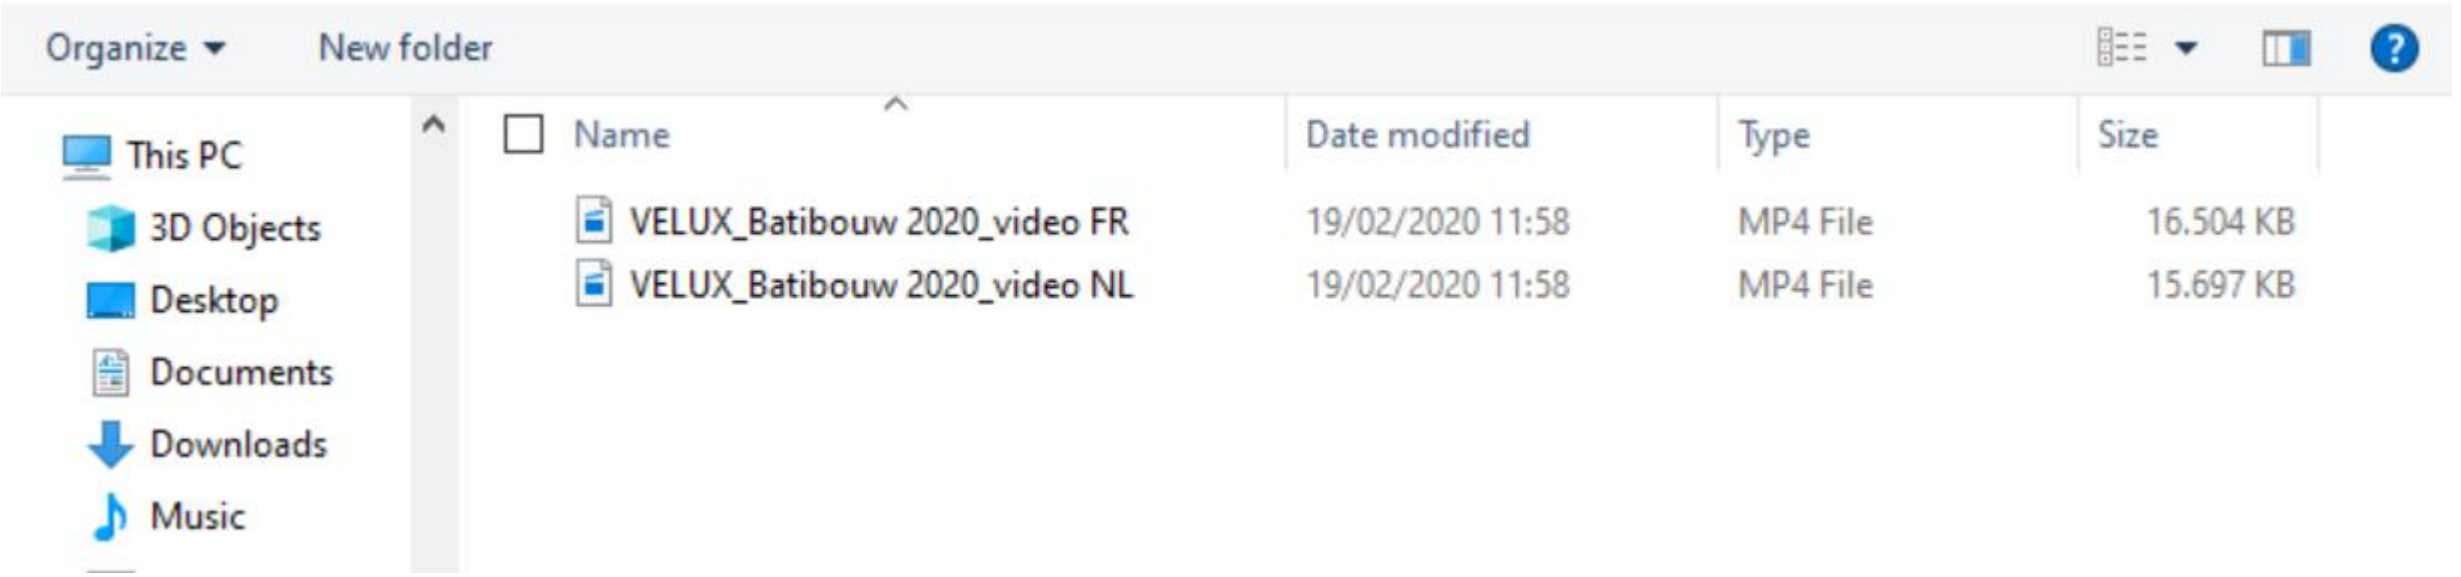 Organize New folder
Name Date modified Type Size
This PC
3D Objects
Desktop
Documents
Downloads
Music
VELUX_Batibouw 2020_video FR 19/02/2020 11:58 MP4 File 16.504 KB
VELUX_Batibouw 2020_video NL 19/02/2020 11:58 MP4 File 15.697 KB